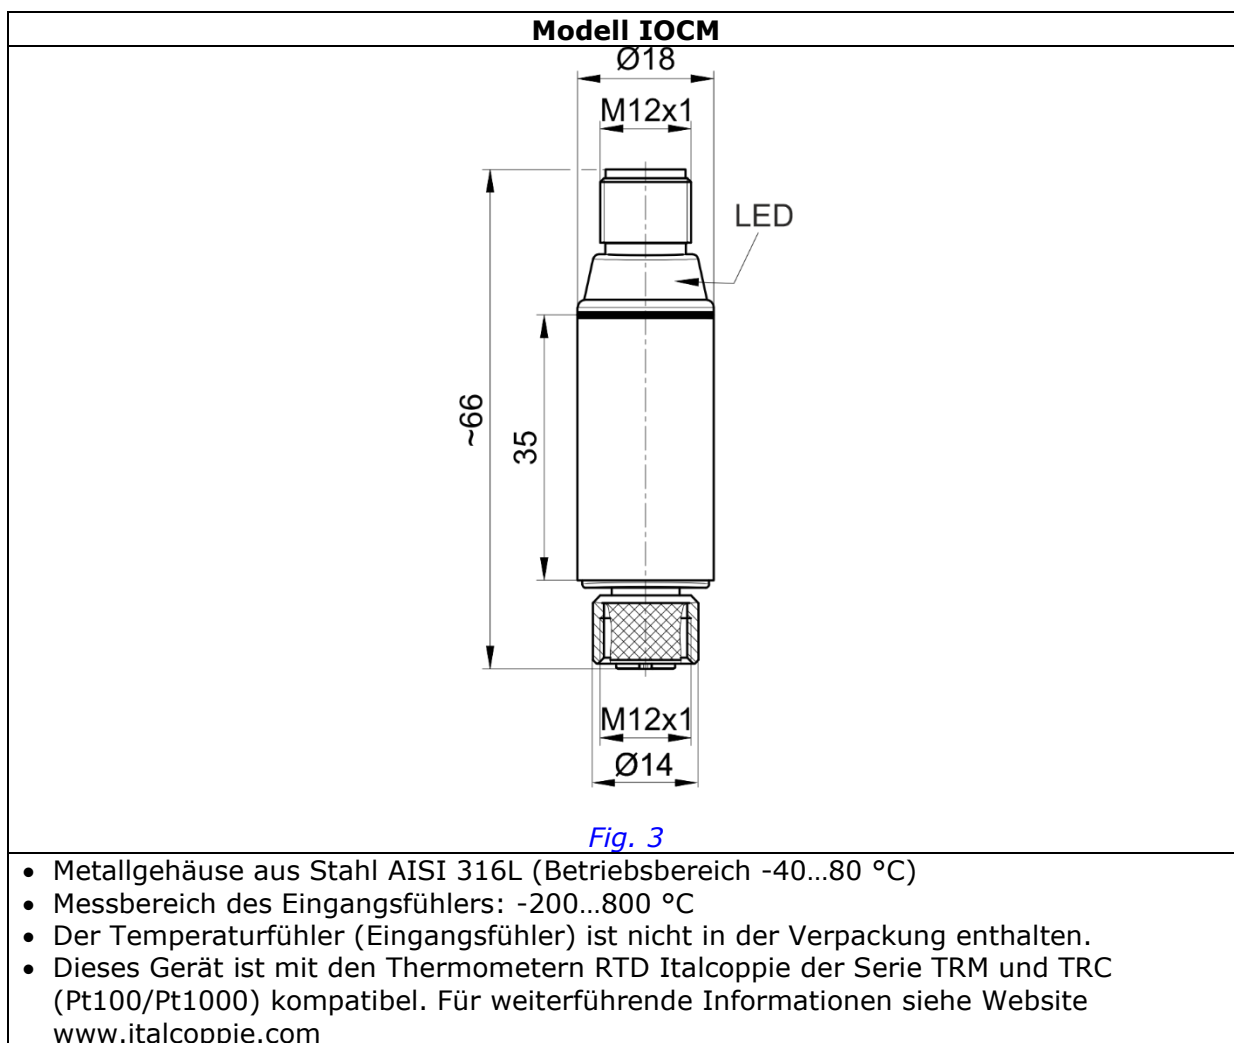 Modell IOCM
Ø18
M12x1
LED
~66
35
M12x1
Ø14
Fig. 3
• Metallgehäuse aus Stahl AISI 316L (Betriebsbereich -40…80 °C)
• Messbereich des Eingangsfühlers: -200…800 °C
• Der Temperaturfühler (Eingangsfühler) ist nicht in der Verpackung enthalten.
• Dieses Gerät ist mit den Thermometern RTD Italcoppie der Serie TRM und TRC
(Pt100/Pt1000) kompatibel. Für weiterführende Informationen siehe Website
www.italcoppie.com